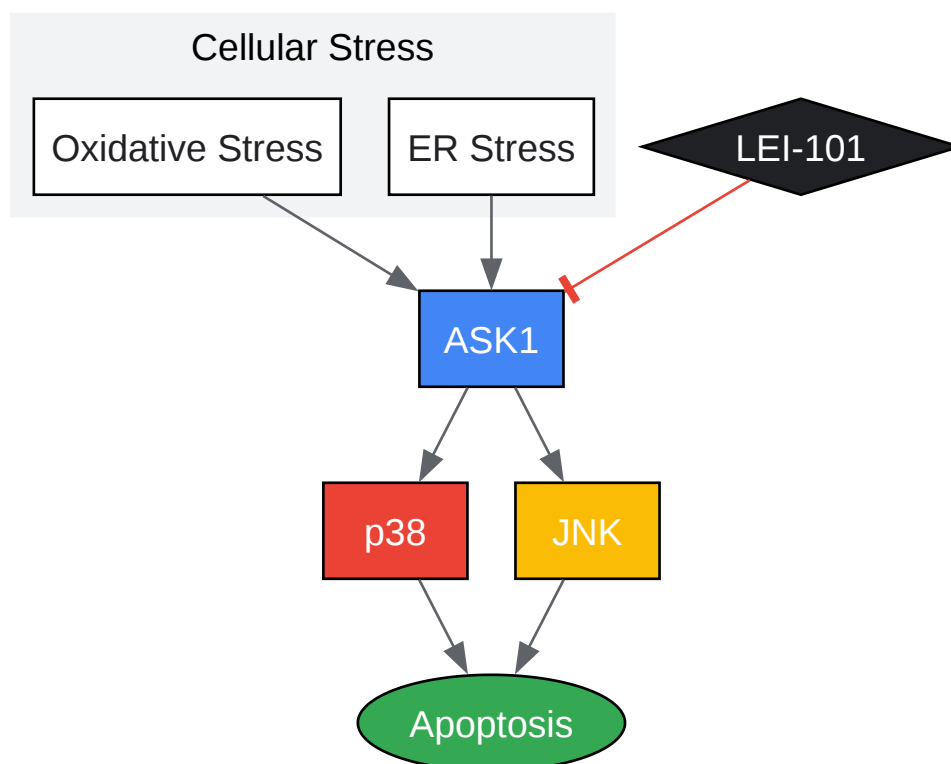 Cellular Stress
Oxidative Stress
ER Stress
LEI-101
ASK1
p38
JNK
Apoptosis